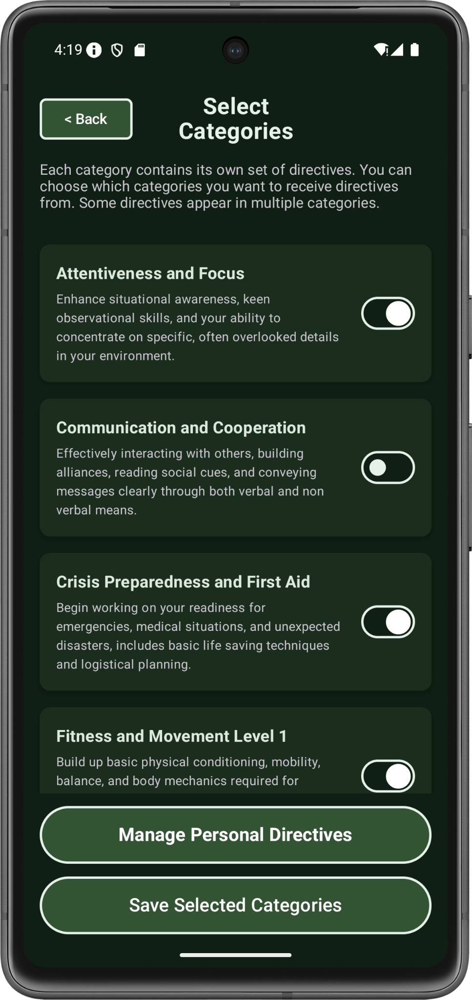 4:19
< Back
Select
Categories
Each category contains its own set of directives. You can
choose which categories you want to receive directives
from. Some directives appear in multiple categories.
Attentiveness and Focus
Enhance situational awareness, keen
observational skills, and your ability to
concentrate on specific, often overlooked details
in your environment.
Communication and Cooperation
Effectively interacting with others, building
alliances, reading social cues, and conveying
messages clearly through both verbal and non
verbal means.
Crisis Preparedness and First Aid
Begin working on your readiness for
emergencies, medical situations, and unexpected
disasters, includes basic life saving techniques
and logistical planning.
Fitness and Movement Level 1
Build up basic physical conditioning, mobility,
balance, and body mechanics required for
Manage Personal Directives
Save Selected Categories